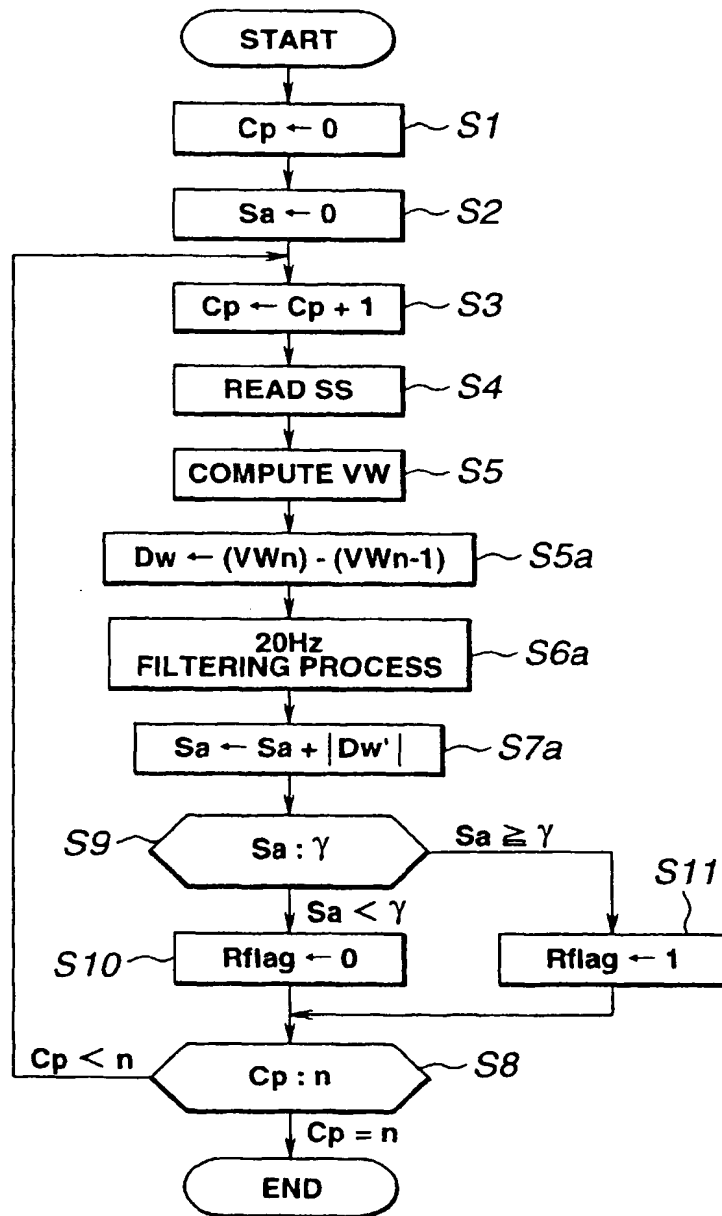 START
Cp ← 0
S1
Sa ← 0
S2
Cp ← Cp + 1
S3
READ SS
S4
COMPUTE VW
S5
Dw ← (VWn) - (VWn-1)
S5a
20Hz
FILTERING PROCESS
S6a
Sa ← Sa + |Dw'|
S7a
S9
Sa : γ
Sa ≧ γ
S11
Sa < γ
S10
Rflag ← 0
Rflag ← 1
Cp < n
Cp : n
S8
Cp = n
END